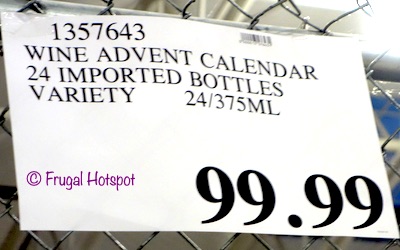 1357643
WINE ADVENT CALENDAR
24 IMPORTED BOTTLES
VARIETY 24/375ML
© Frugal Hotspot
99.99